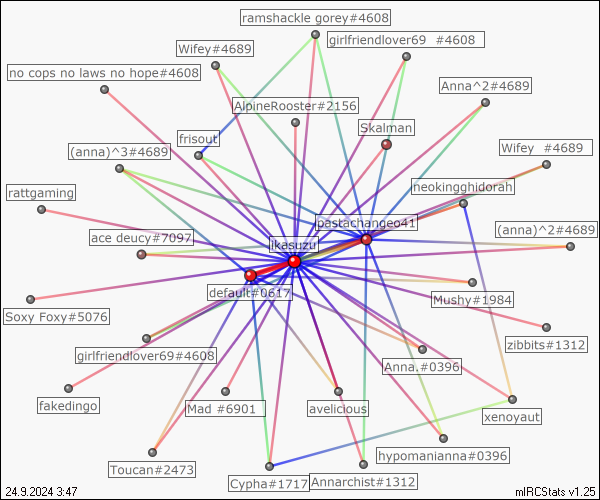 ramshackle gorey#4608
girlfriendlover69 #4608
Wifey#4689
no cops no laws no hope#4608
Anna^2#4689
AlpineRooster#2156
Skalman
frisout
(anna)^3#4689
Wifey #4689
neokingghidorah
rattgaming
pastachangeo41
(anna)^2#4689
ace deucy#7097
ikasuzu
default#0617
Mushy#1984
Soxy Foxy#5076
zibbits#1312
girlfriendlover69#4608
Anna.#0396
fakedingo
Mad #6901
avelicious
xenoyaut
hypomanianna#0396
Toucan#2473
Cypha#1717
Annarchist#1312
24.9.2024 3:47
mIRCStats v1.25